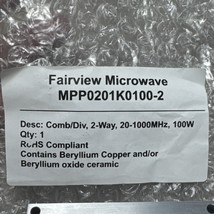 Fairview Microwave
MPP0201K0100-2
Desc: Comb/Div, 2-Way, 20-1000MHz, 100W
Qty: 1
RoHS Compliant
Contains Beryllium Copper and/or
Beryllium oxide ceramic